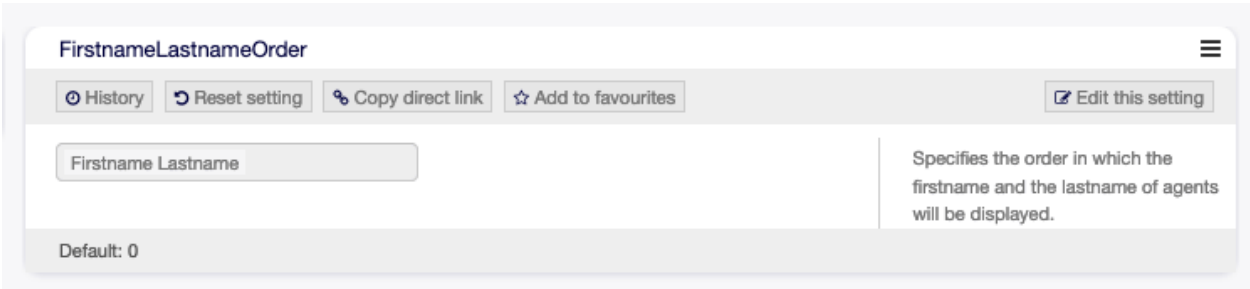 FirstnameLastnameOrder
History Reset setting Copy direct link Add to favourites Edit this setting
Firstname Lastname
Specifies the order in which the
firstname and the lastname of agents
will be displayed.
Default: 0